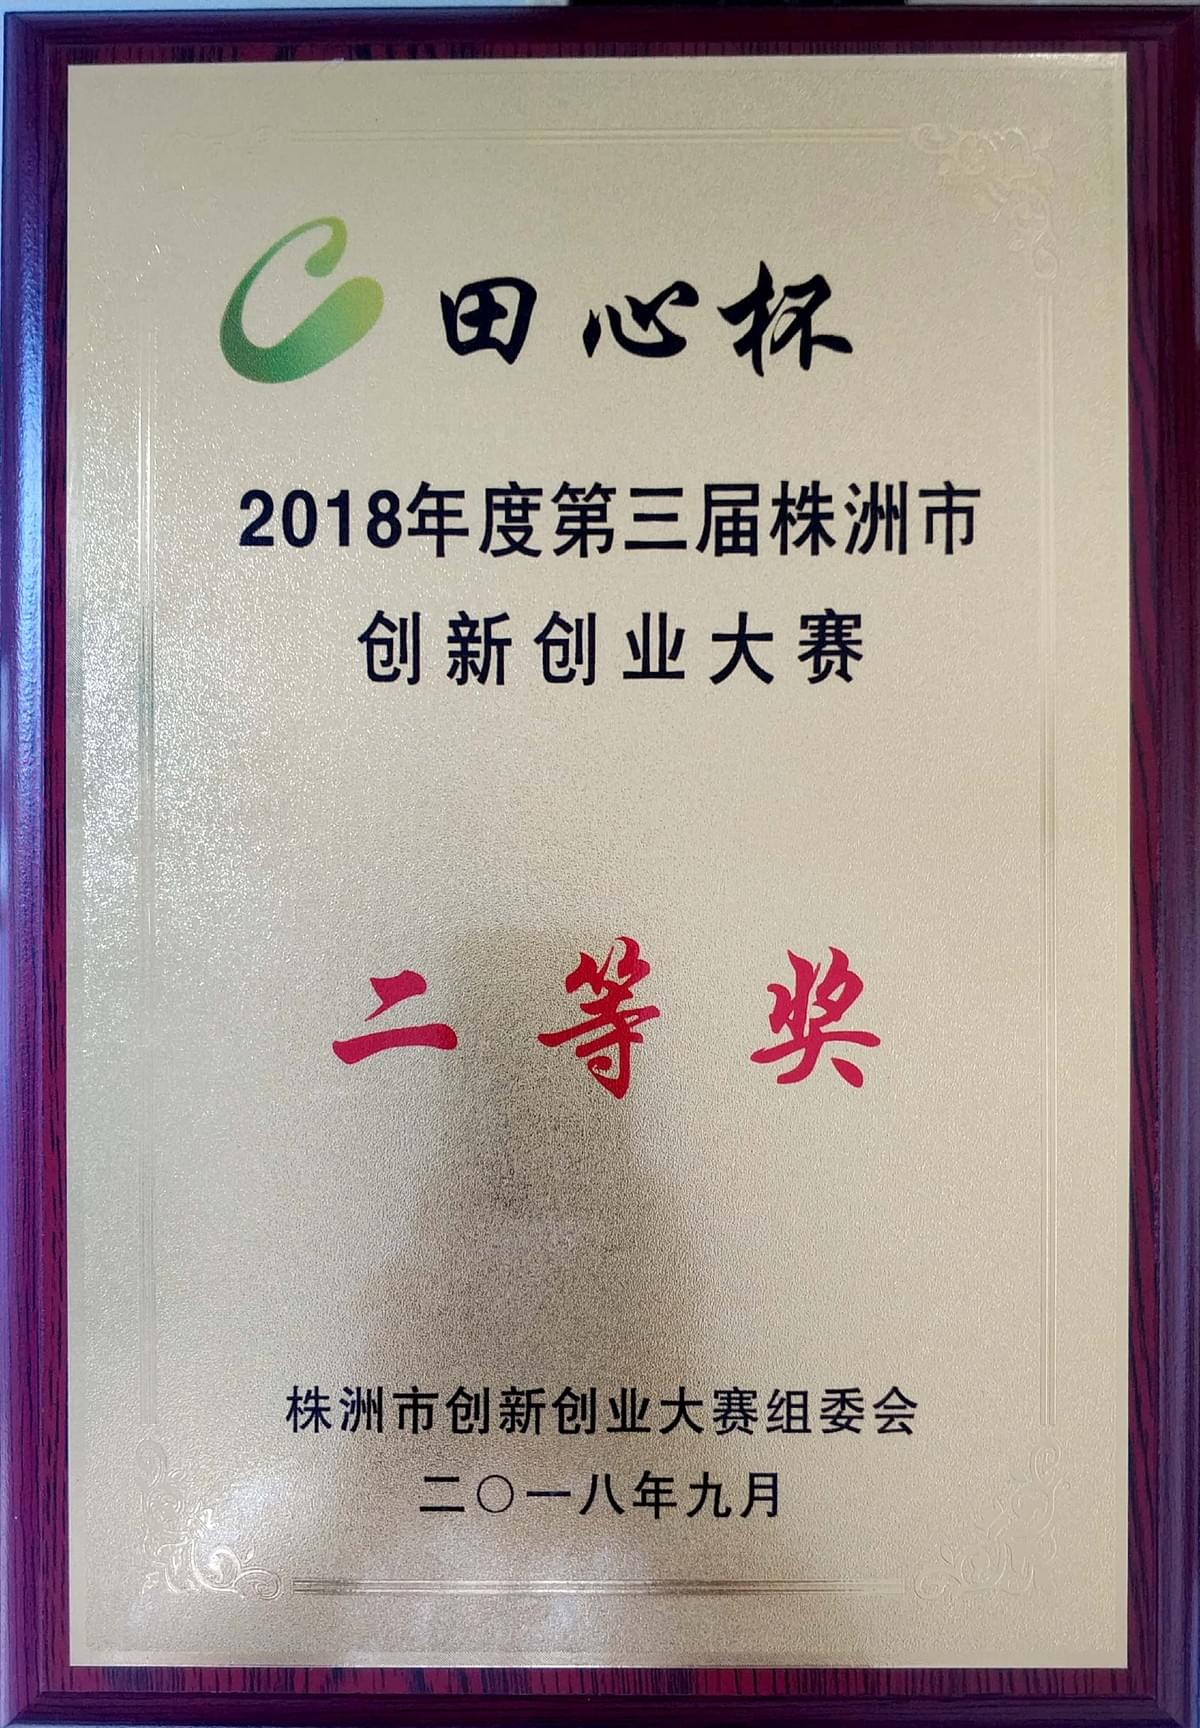 田心杯
2018年度第三届株洲市
创新创业大赛
二等奖
株洲市创新创业大赛组委会
二〇一八年九月